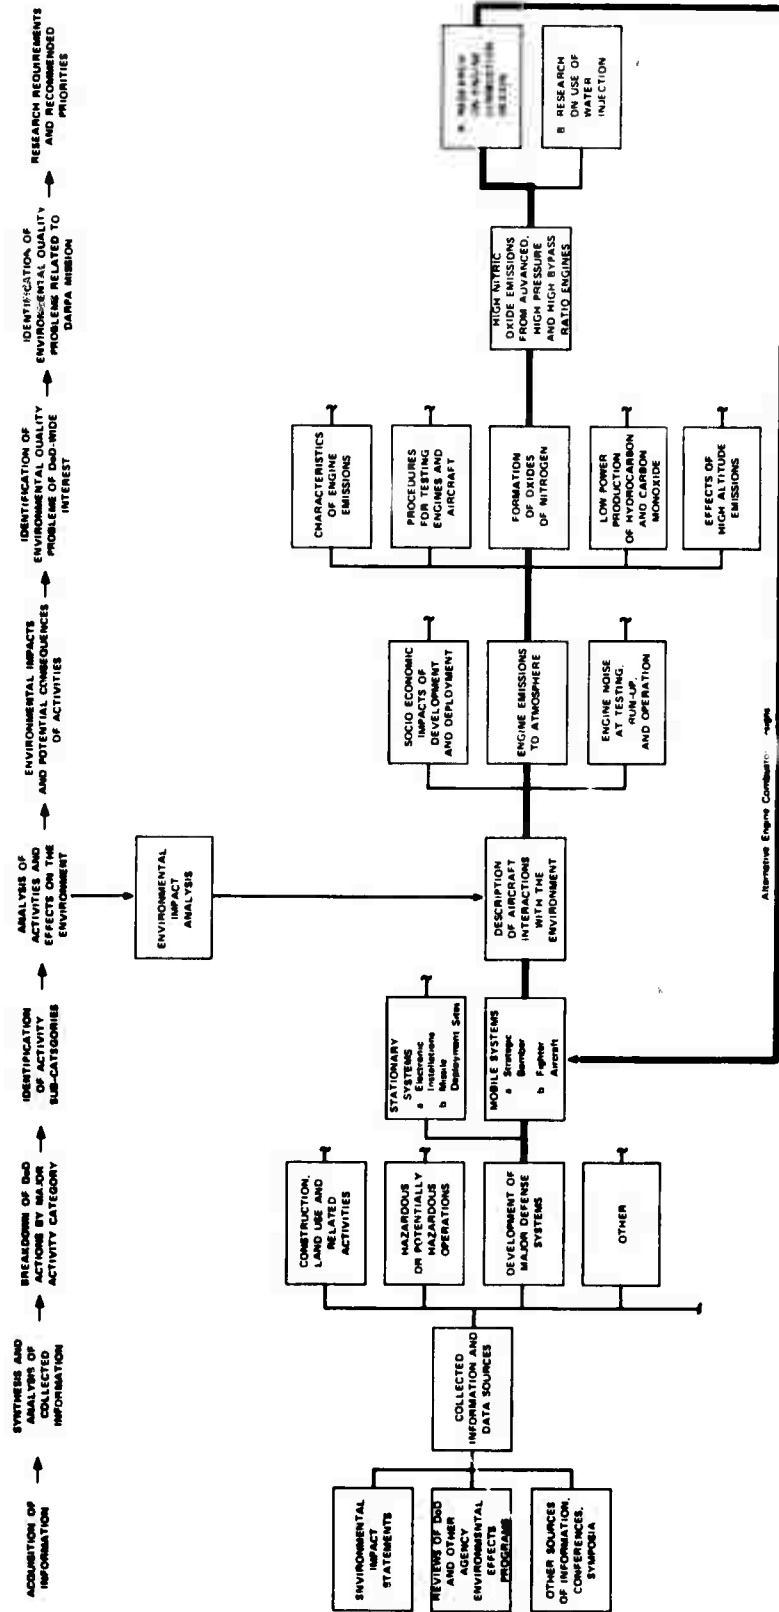 ACQUISITION OF
INFORMATION
SYNTHESIS AND
ANALYSIS OF
COLLECTED
INFORMATION
BREAKDOWN OF DoD
ACTIONS BY MAJOR
ACTIVITY CATEGORY
IDENTIFICATION
OF ACTIVITY
SUB-CATEGORIES
ANALYSIS OF
ACTIVITIES AND
EFFECTS ON THE
ENVIRONMENT
ENVIRONMENTAL IMPACTS
AND POTENTIAL CONSEQUENCES
OF ACTIVITIES
IDENTIFICATION OF
ENVIRONMENTAL QUALITY
PROBLEMS OF DoD-WIDE
INTEREST
IDENTIFICATION OF
ENVIRONMENTAL QUALITY
PROBLEMS RELATED TO
DARPA MISSION
RESEARCH REQUIREMENTS
AND RECOMMENDED
PRIORITIES
ENVIRONMENTAL
IMPACT
STATEMENTS
REVIEWS OF DoD
AND OTHER
AGENCY
ENVIRONMENTAL
EFFECTS
PROGRAMS
OTHER SOURCES
OF INFORMATION,
CONFERENCES,
SYMPOSIA
COLLECTED
INFORMATION AND
DATA SOURCES
CONSTRUCTION,
LAND USE AND
RELATED
ACTIVITIES
HAZARDOUS
OR POTENTIALLY
HAZARDOUS
OPERATIONS
DEVELOPMENT OF
MAJOR DEFENSE
SYSTEMS
OTHER
STATIONARY
SYSTEMS
a Electronic
Installations
b Missile
Deployment Sites
MOBILE SYSTEMS
a Strategic
Bomber
b Fighter
Aircraft
ENVIRONMENTAL
IMPACT
ANALYSIS
DESCRIPTION
OF AIRCRAFT
INTERACTIONS
WITH THE
ENVIRONMENT
SOCIO ECONOMIC
IMPACTS OF
DEVELOPMENT
AND DEPLOYMENT
ENGINE EMISSIONS
TO ATMOSPHERE
ENGINE NOISE
AT TESTING,
RUN-UP,
AND OPERATION
CHARACTERISTICS
OF ENGINE
EMISSIONS
PROCEDURES
FOR TESTING
ENGINES AND
AIRCRAFT
FORMATION
OF OXIDES
OF NITROGEN
LOW POWER
PRODUCTION
OF HYDROCARBON
AND CARBON
MONOXIDE
EFFECTS OF
HIGH ALTITUDE
EMISSIONS
HIGH NITRIC
OXIDE EMISSIONS
FROM ADVANCED,
HIGH PRESSURE
AND HIGH BYPASS
RATIO ENGINES
B RESEARCH
ON USE OF
WATER
INJECTION
Alternative Engine Combustor